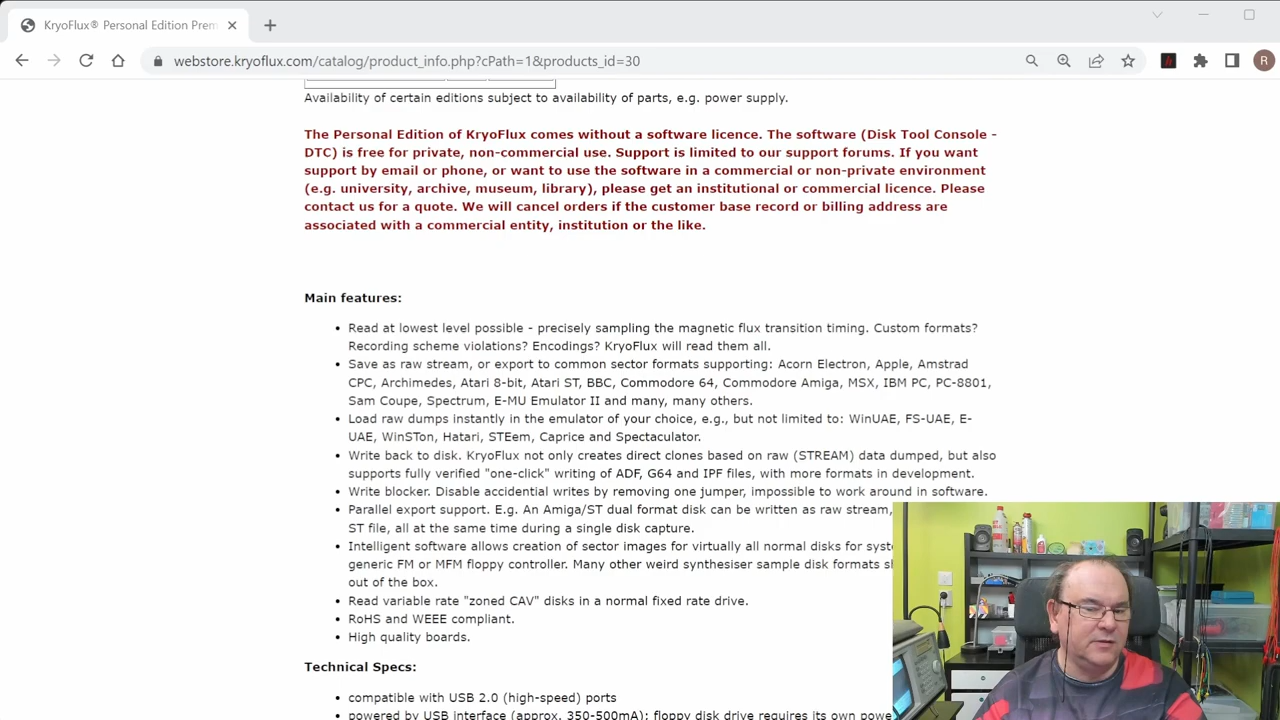 KryoFlux® Personal Edition Prem
webstore.kryoflux.com/catalog/product_info.php?cPath=1&products_id=30
R
Availability of certain editions subject to availability of parts, e.g. power supply.
The Personal Edition of KryoFlux comes without a software licence. The software (Disk Tool Console -
DTC) is free for private, non-commercial use. Support is limited to our support forums. If you want
support by email or phone, or want to use the software in a commercial or non-private environment
(e.g. university, archive, museum, library), please get an institutional or commercial licence. Please
contact us for a quote. We will cancel orders if the customer base record or billing address are
associated with a commercial entity, institution or the like.
Main features:
• Read at lowest level possible - precisely sampling the magnetic flux transition timing. Custom formats?
Recording scheme violations? Encodings? KryoFlux will read them all.
• Save as raw stream, or export to common sector formats supporting: Acorn Electron, Apple, Amstrad
CPC, Archimedes, Atari 8-bit, Atari ST, BBC, Commodore 64, Commodore Amiga, MSX, IBM PC, PC-8801,
Sam Coupe, Spectrum, E-MU Emulator II and many, many others.
• Load raw dumps instantly in the emulator of your choice, e.g., but not limited to: WinUAE, FS-UAE, E-
UAE, WinSTon, Hatari, STEem, Caprice and Spectaculator.
• Write back to disk. KryoFlux not only creates direct clones based on raw (STREAM) data dumped, but also
supports fully verified "one-click" writing of ADF, G64 and IPF files, with more formats in development.
• Write blocker. Disable accidental writes by removing one jumper, impossible to work around in software.
• Parallel export support. E.g. An Amiga/ST dual format disk can be written as raw stream,
ST file, all at the same time during a single disk capture.
• Intelligent software allows creation of sector images for virtually all normal disks for syste
generic FM or MFM floppy controller. Many other weird synthesiser sample disk formats sh
out of the box.
• Read variable rate "zoned CAV" disks in a normal fixed rate drive.
• RoHS and WEEE compliant.
• High quality boards.
Technical Specs:
• compatible with USB 2.0 (high-speed) ports
• powered by USB interface (approx. 350-500mA); floppy disk drive requires its own powe